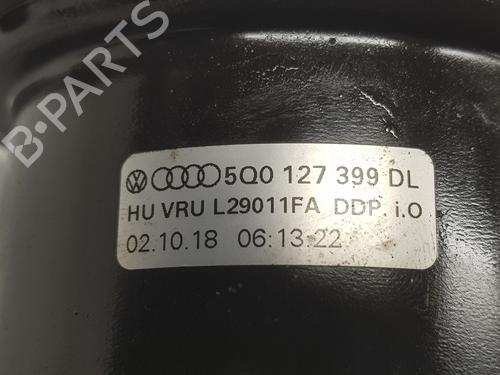 B-PARTS
5Q0 127 399 DL
HU VRU L29011FA DDP. i.O
02.10.18 06:13:22